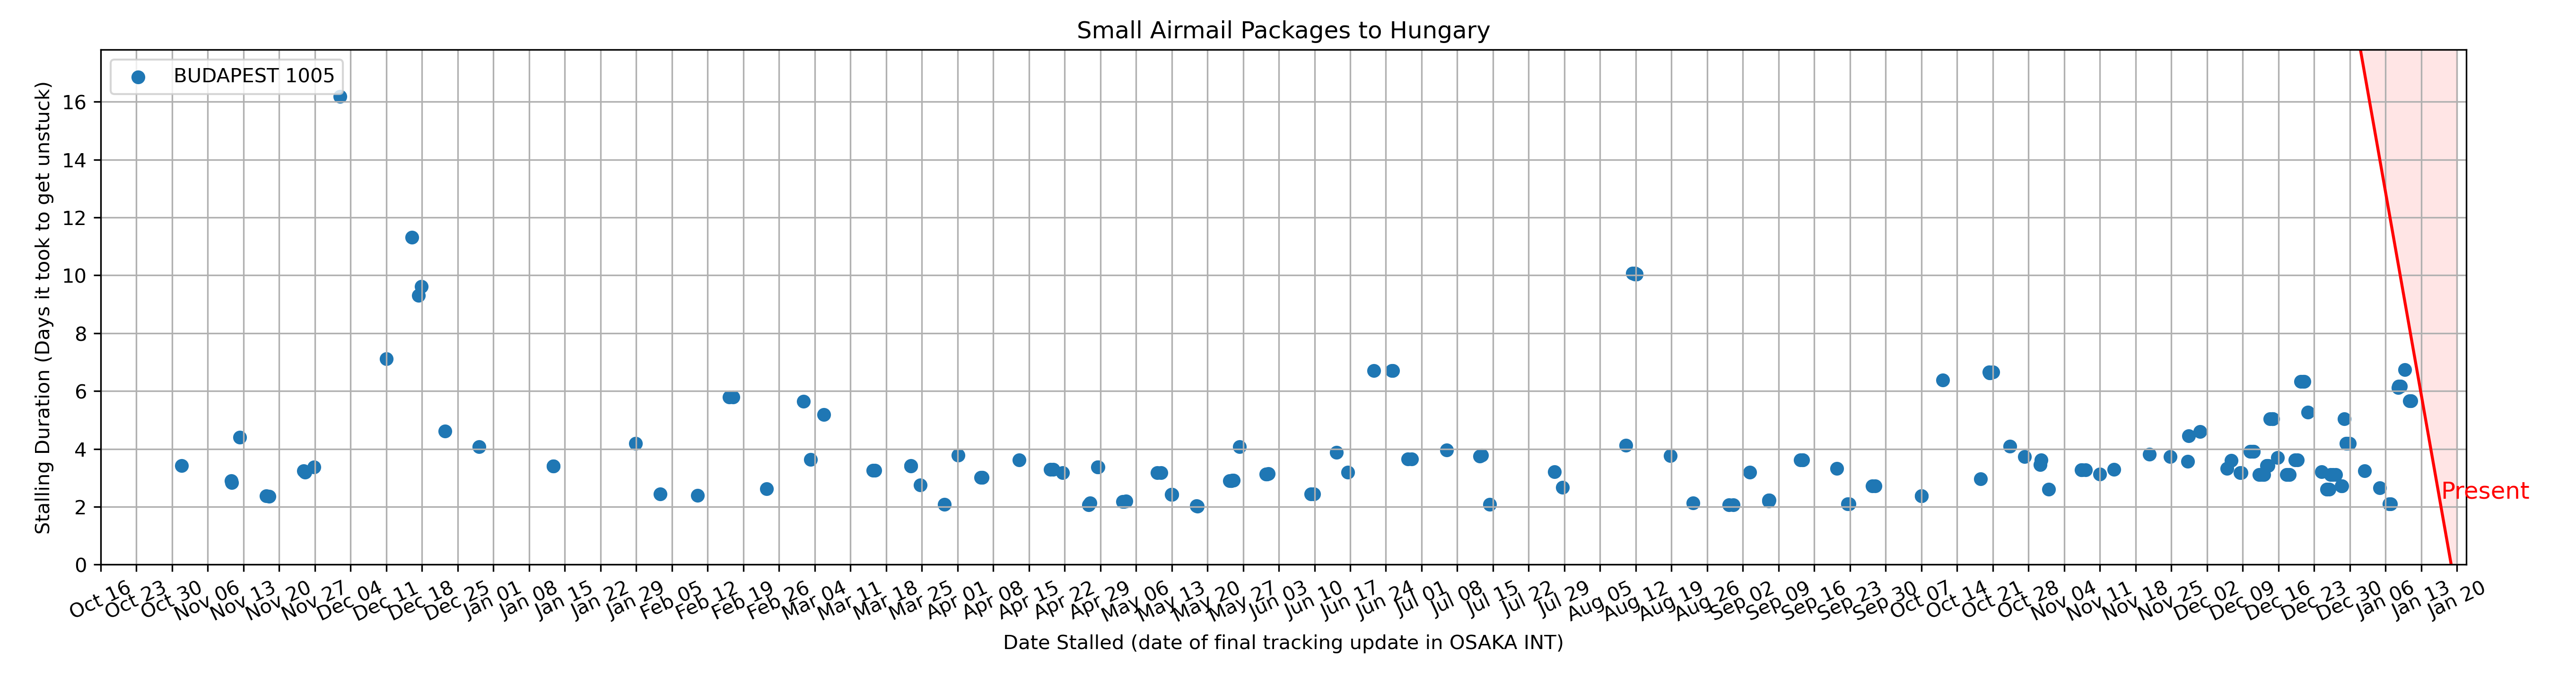 Small Airmail Packages to Hungary
BUDAPEST 1005
Stalling Duration (Days it took to get unstuck)
16
14
12
10
8
6
4
2
0
Present
Oct 16
Oct 23
Oct 30
Nov 06
Nov 13
Nov 20
Nov 27
Dec 04
Dec 11
Dec 18
Dec 25
Jan 01
Jan 08
Jan 15
Jan 22
Jan 29
Feb 05
Feb 12
Feb 19
Feb 26
Mar 04
Mar 11
Mar 18
Mar 25
Apr 01
Apr 08
Apr 15
Apr 22
Apr 29
May 06
May 13
May 20
May 27
Jun 03
Jun 10
Jun 17
Jun 24
Jul 01
Jul 08
Jul 15
Jul 22
Jul 29
Aug 05
Aug 12
Aug 19
Aug 26
Sep 02
Sep 09
Sep 16
Sep 23
Sep 30
Oct 07
Oct 14
Oct 21
Oct 28
Nov 04
Nov 11
Nov 18
Nov 25
Dec 02
Dec 09
Dec 16
Dec 23
Dec 30
Jan 06
Jan 13
Jan 20
Date Stalled (date of final tracking update in OSAKA INT)